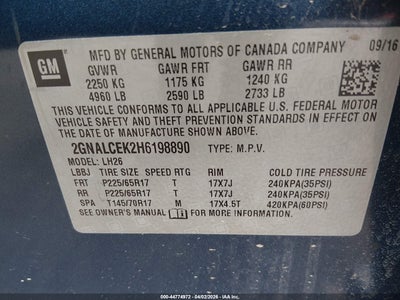 GM
MFD BY GENERAL MOTORS OF CANADA COMPANY 09/16
GVWR GAWR FRT GAWR RR
2250 KG 1175 KG 1240 KG
4960 LB 2590 LB 2733 LB
THIS VEHICLE CONFORMS TO ALL APPLICABLE U.S. FEDERAL MOTOR
VEHICLE SAFETY, BUMPER, AND THEFT PREVENTION STANDARDS IN EFFECT ON
THE DATE OF MANUFACTURE SHOWN ABOVE.
2GNALCEK2H6198890 TYPE: M.P.V.
MODEL: LH26
LBBJ TIRE SIZE SPEED RTG RIM COLD TIRE PRESSURE
FRT P225/65R17 T 17X7J 240KPA(35PSI)
RR P225/65R17 T 17X7J 240KPA(35PSI)
SPA T145/70R17 M 17X4.5T 420KPA(60PSI)
SEE OWNER'S MANUAL FOR MORE INFORMATION.
000-44774972 - 04/02/2026 - IAAI.COM